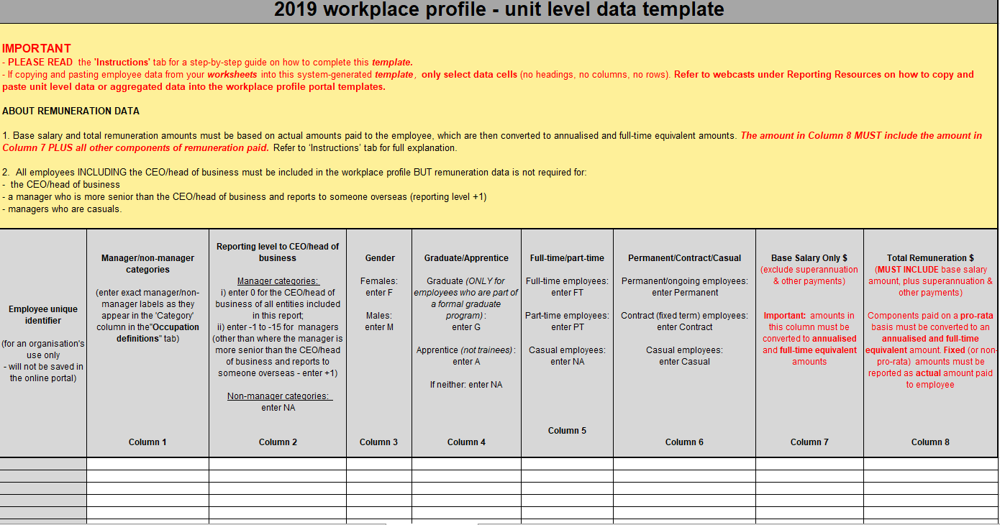 2019 workplace profile - unit level data template
IMPORTANT
- PLEASE READ the 'Instructions' tab for a step-by-step guide on how to complete this template.
- If copying and pasting employee data from your worksheets into this system-generated template, only select data cells (no headings, no columns, no rows). Refer to webcasts under Reporting Resources on how to copy and
paste unit level data or aggregated data into the workplace profile portal templates.
ABOUT REMUNERATION DATA
1. Base salary and total remuneration amounts must be based on actual amounts paid to the employee, which are then converted to annualised and full-time equivalent amounts. The amount in Column 8 MUST include the amount in
Column 7 PLUS all other components of remuneration paid. Refer to 'Instructions' tab for full explanation.
2. All employees INCLUDING the CEO/head of business must be included in the workplace profile BUT remuneration data is not required for:
- the CEO/head of business
- a manager who is more senior than the CEO/head of business and reports to someone overseas (reporting level +1)
- managers who are casuals.
Employee unique
identifier
(for an organisation's
use only
- will not be saved in
the online portal)
Manager/non-manager
categories
(enter exact manager/non-
manager labels as they
appear in the 'Category'
column in the"Occupation
definitions" tab)
Column 1
Reporting level to CEO/head of
business
Manager categories:
i) enter 0 for the CEO/head of
business of all entities included
in this report;
ii) enter -1 to -15 for managers
(other than where the manager is
more senior than the CEO/head
of business and reports to
someone overseas - enter +1)
Non-manager categories:
enter NA
Column 2
Gender
Females:
enter F
Males:
enter M
Column 3
Graduate/Apprentice
Graduate (ONLY for
employees who are part of
a formal graduate
program):
enter G
Apprentice (not trainees):
enter A
If neither: enter NA
Column 4
Full-time/part-time
Full-time employees:
enter FT
Part-time employees:
enter PT
Casual employees:
enter NA
Column 5
Permanent/Contract/Casual
Permanent/ongoing employees:
enter Permanent
Contract (fixed term) employees:
enter Contract
Casual employees:
enter Casual
Column 6
Base Salary Only $
(exclude superannuation
& other payments)
Important: amounts in
this column must be
converted to annualised
and full-time equivalent
amounts
Column 7
Total Remuneration $
(MUST INCLUDE base salary
amount, plus superannuation &
other payments)
Components paid on a pro-rata
basis must be converted to an
annualised and full-time
equivalent amount. Fixed (or non-
pro-rata) amounts must be
reported as actual amount paid
to employee
Column 8